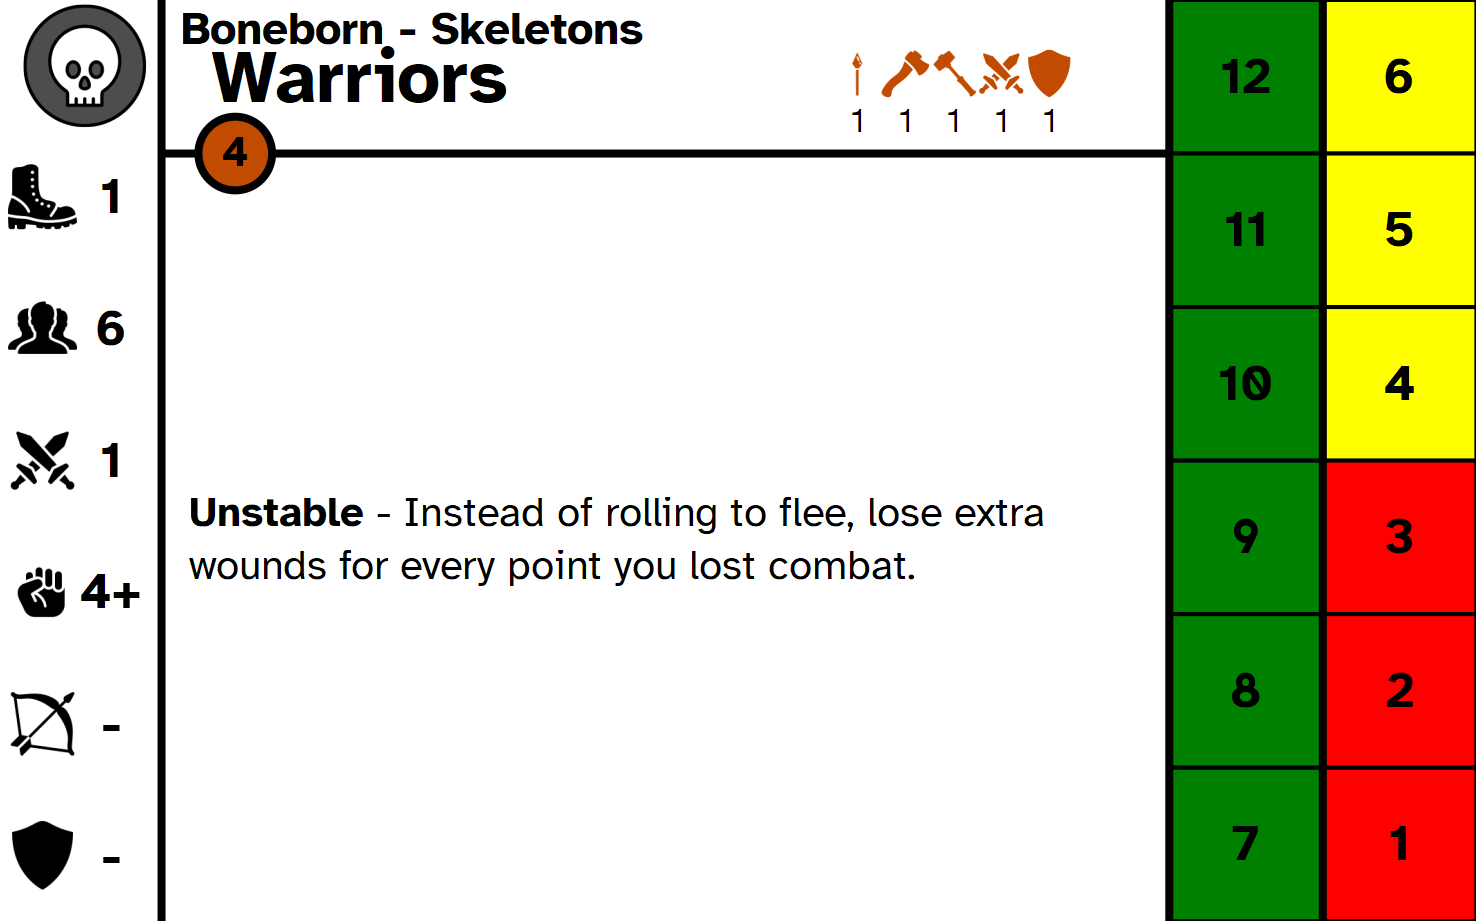 Boneborn - Skeletons
Warriors
1 1 1 1 1
4
1
6
1
4+
-
-
Unstable - Instead of rolling to flee, lose extra
wounds for every point you lost combat.
12 6
11 5
10 4
9 3
8 2
7 1